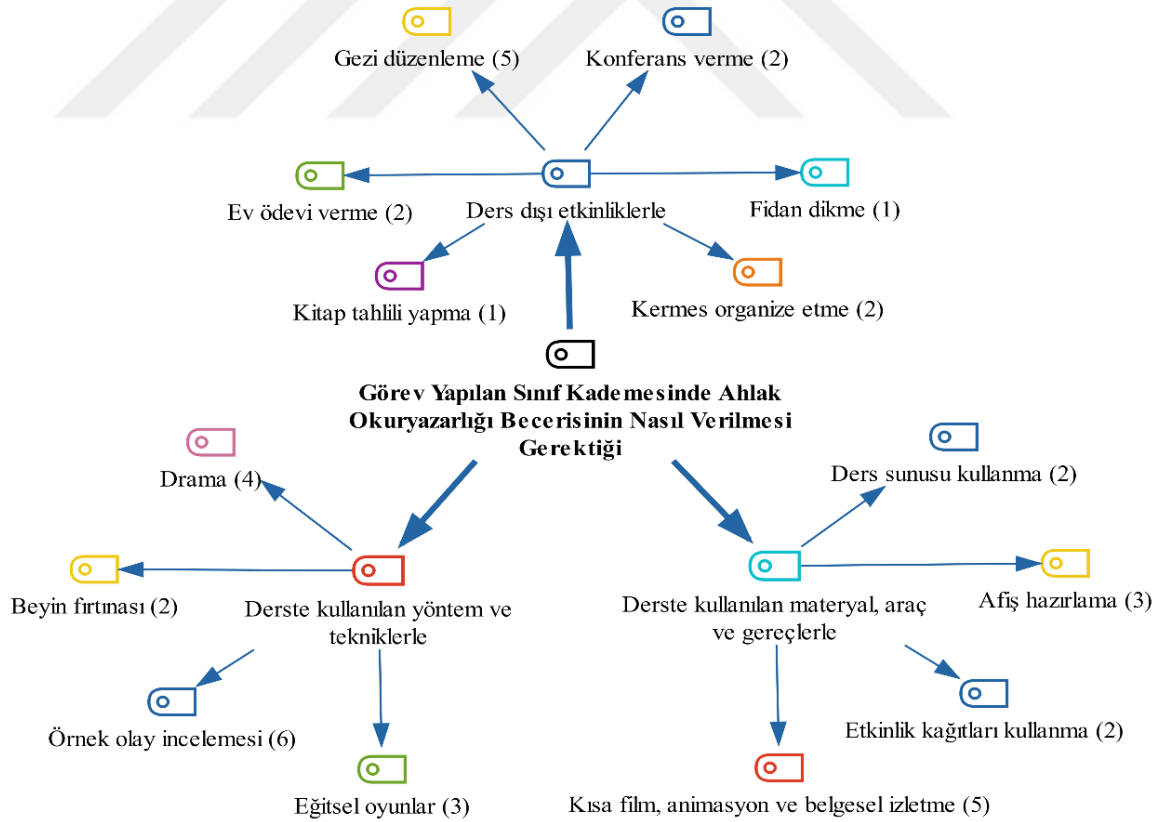 Gezi düzenleme (5)
Konferans verme (2)
Ev ödevi verme (2)
Ders dışı etkinliklerle
Fidan dikme (1)
Kitap tahlili yapma (1)
Kermes organize etme (2)
Görev Yapılan Sınıf Kademesinde Ahlak
Okuryazarlığı Becerisinin Nasıl Verilmesi
Gerektiği
Drama (4)
Ders sunusu kullanma (2)
Beyin fırtınası (2)
Derste kullanılan yöntem ve
tekniklerle
Derste kullanılan materyal, araç
ve gereçlerle
Afiş hazırlama (3)
Örnek olay incelemesi (6)
Etkinlik kağıtları kullanma (2)
Eğitsel oyunlar (3)
Kısa film, animasyon ve belgesel izletme (5)